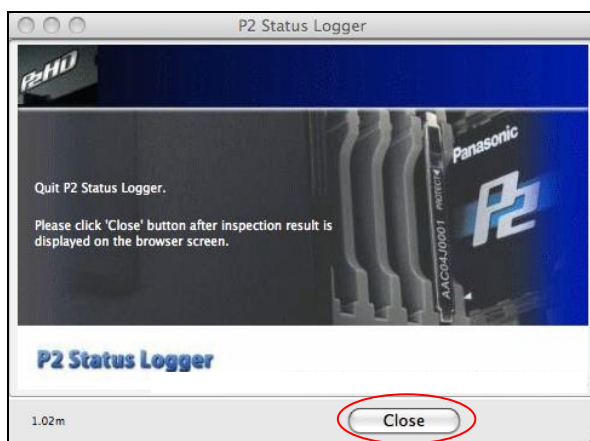 P2 Status Logger
P2HD
Panasonic
P2
PROTECT
AAC04J0001
Quit P2 Status Logger.
Please click 'Close' button after inspection result is
displayed on the browser screen.
P2 Status Logger
1.02m
Close